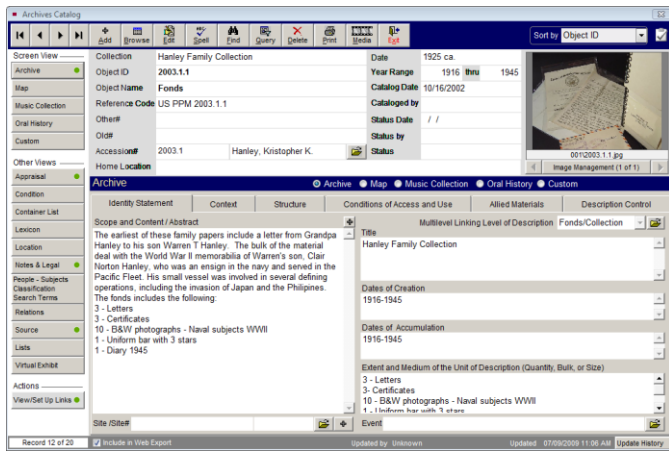 Archives Catalog
Add Browse Edit Spell Find Query Delete Print Media Exit
Sort by Object ID
Screen View
Archive
Map
Music Collection
Oral History
Custom
Other Views
Appraisal
Condition
Container List
Lexicon
Location
Notes & Legal
People - Subjects
Classification
Search Terms
Relations
Source
Lists
Virtual Exhibit
Actions
View/Set Up Links
Record 12 of 20
Collection Hanley Family Collection
Object ID 2003.1.1
Object Name Fonds
Reference Code US PPM 2003.1.1
Other#
Old#
Accession# 2003.1 Hanley, Kristopher K.
Home Location
Date 1925 ca.
Year Range 1916 thru 1945
Catalog Date 10/16/2002
Cataloged by
Status Date / /
Status by
Status
001\2003.1.1.jpg
Image Management (1 of 1)
Archive
Archive Map Music Collection Oral History Custom
Identity Statement Context Structure Conditions of Access and Use Allied Materials Description Control
Scope and Content / Abstract
The earliest of these family papers include a letter from Grandpa
Hanley to his son Warren T Hanley. The bulk of the material
deal with the World War II memorabilia of Warren's son, Clair
Norton Hanley, who was an ensign in the navy and served in the
Pacific Fleet. His small vessel was involved in several defining
operations, including the invasion of Japan and the Philipines.
The fonds includes the following:
3 - Letters
3 - Certificates
10 - B&W photographs - Naval subjects WWII
1 - Uniform bar with 3 stars
1 - Diary 1945
Site /Site#
Multilevel Linking Level of Description Fonds/Collection
Title
Hanley Family Collection
Dates of Creation
1916-1945
Dates of Accumulation
1916-1945
Extent and Medium of the Unit of Description (Quantity, Bulk, or Size)
3 - Letters
3- Certificates
10 - B&W photographs - Naval subjects WWII
1 - Uniform bar with 3 stars
Event
Include in Web Export
Updated by Unknown
Updated 07/09/2009 11:06 AM
Update History